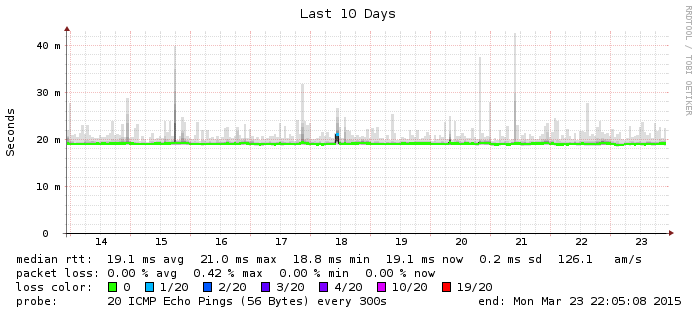 Last 10 Days
RRDTOOL / TOBI OETIKER
Seconds
40 m
30 m
20 m
10 m
0
14 15 16 17 18 19 20 21 22 23
median rtt: 19.1 ms avg 21.0 ms max 18.8 ms min 19.1 ms now 0.2 ms sd 126.1 am/s
packet loss: 0.00 % avg 0.42 % max 0.00 % min 0.00 % now
loss color: 0 1/20 2/20 3/20 4/20 10/20 19/20
probe: 20 ICMP Echo Pings (56 Bytes) every 300s end: Mon Mar 23 22:05:08 2015